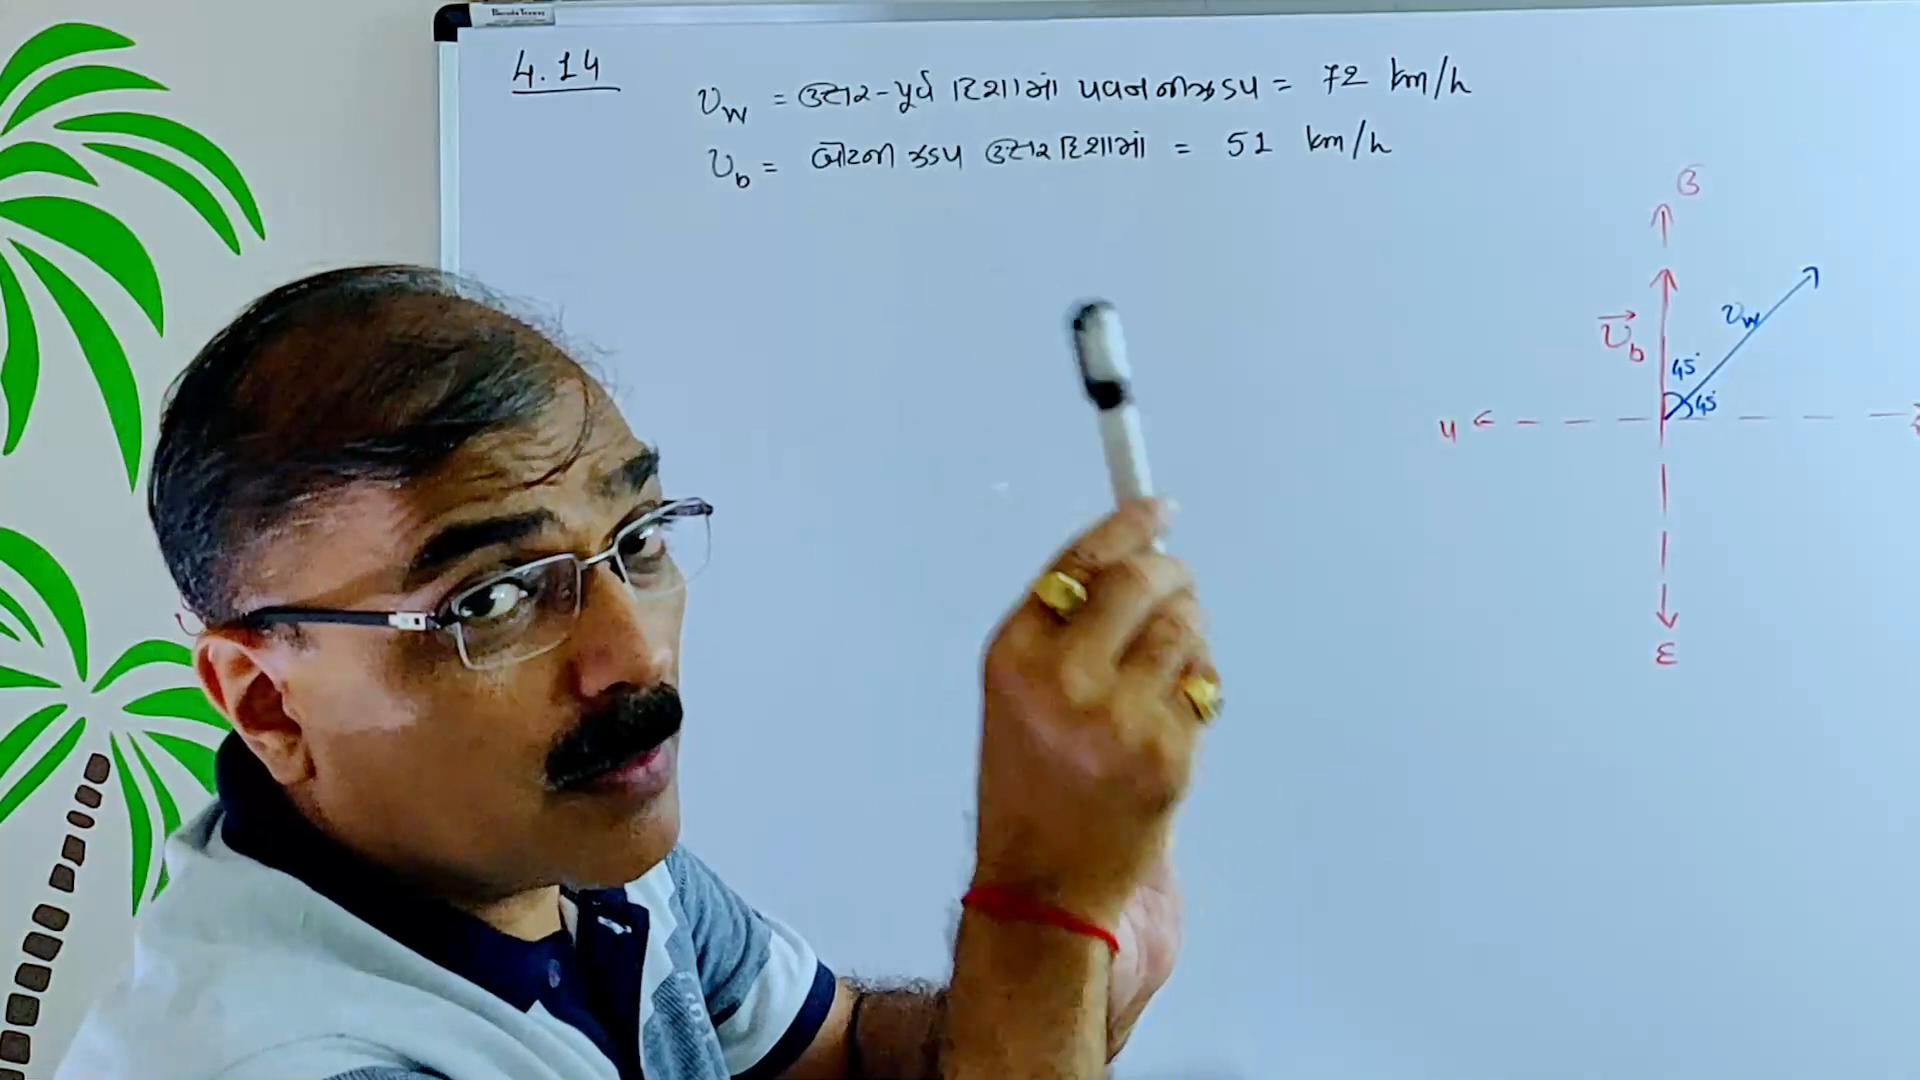 4.14
v_w = ઉત્તર-પૂર્વ દિશામાં પવનની ઝડપ = 72 km/h
v_b = બોટની ઝડપ ઉત્તર દિશામાં = 51 km/h
ઉ
v_w
v_b
45°
45°
પ
દ